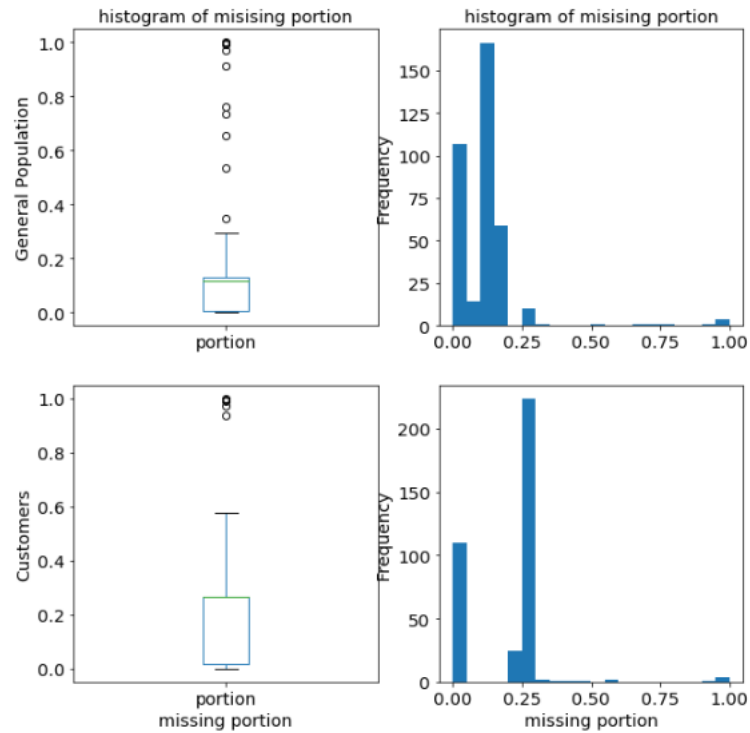 histogram of misising portion
General Population
1.0
0.8
0.6
0.4
0.2
0.0
portion
histogram of misising portion
Frequency
150
125
100
75
50
25
0
0.00 0.25 0.50 0.75 1.00
Customers
1.0
0.8
0.6
0.4
0.2
0.0
portion
missing portion
Frequency
200
150
100
50
0
0.00 0.25 0.50 0.75 1.00
missing portion